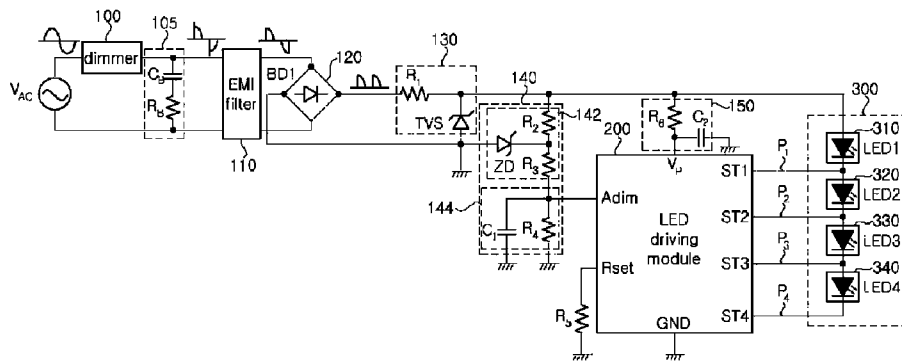 100
105
dimmer
V_AC
C_B
R_B
EMI
filter
110
BD1
120
130
R_1
TVS
140
142
R_2
ZD
R_3
144
C_1
R_4
150
R_6
C_2
V_P
200
Adim
Rset
LED
driving
module
GND
ST1
ST2
ST3
ST4
R_5
P_1
P_2
P_3
P_4
300
310
LED1
320
LED2
330
LED3
340
LED4